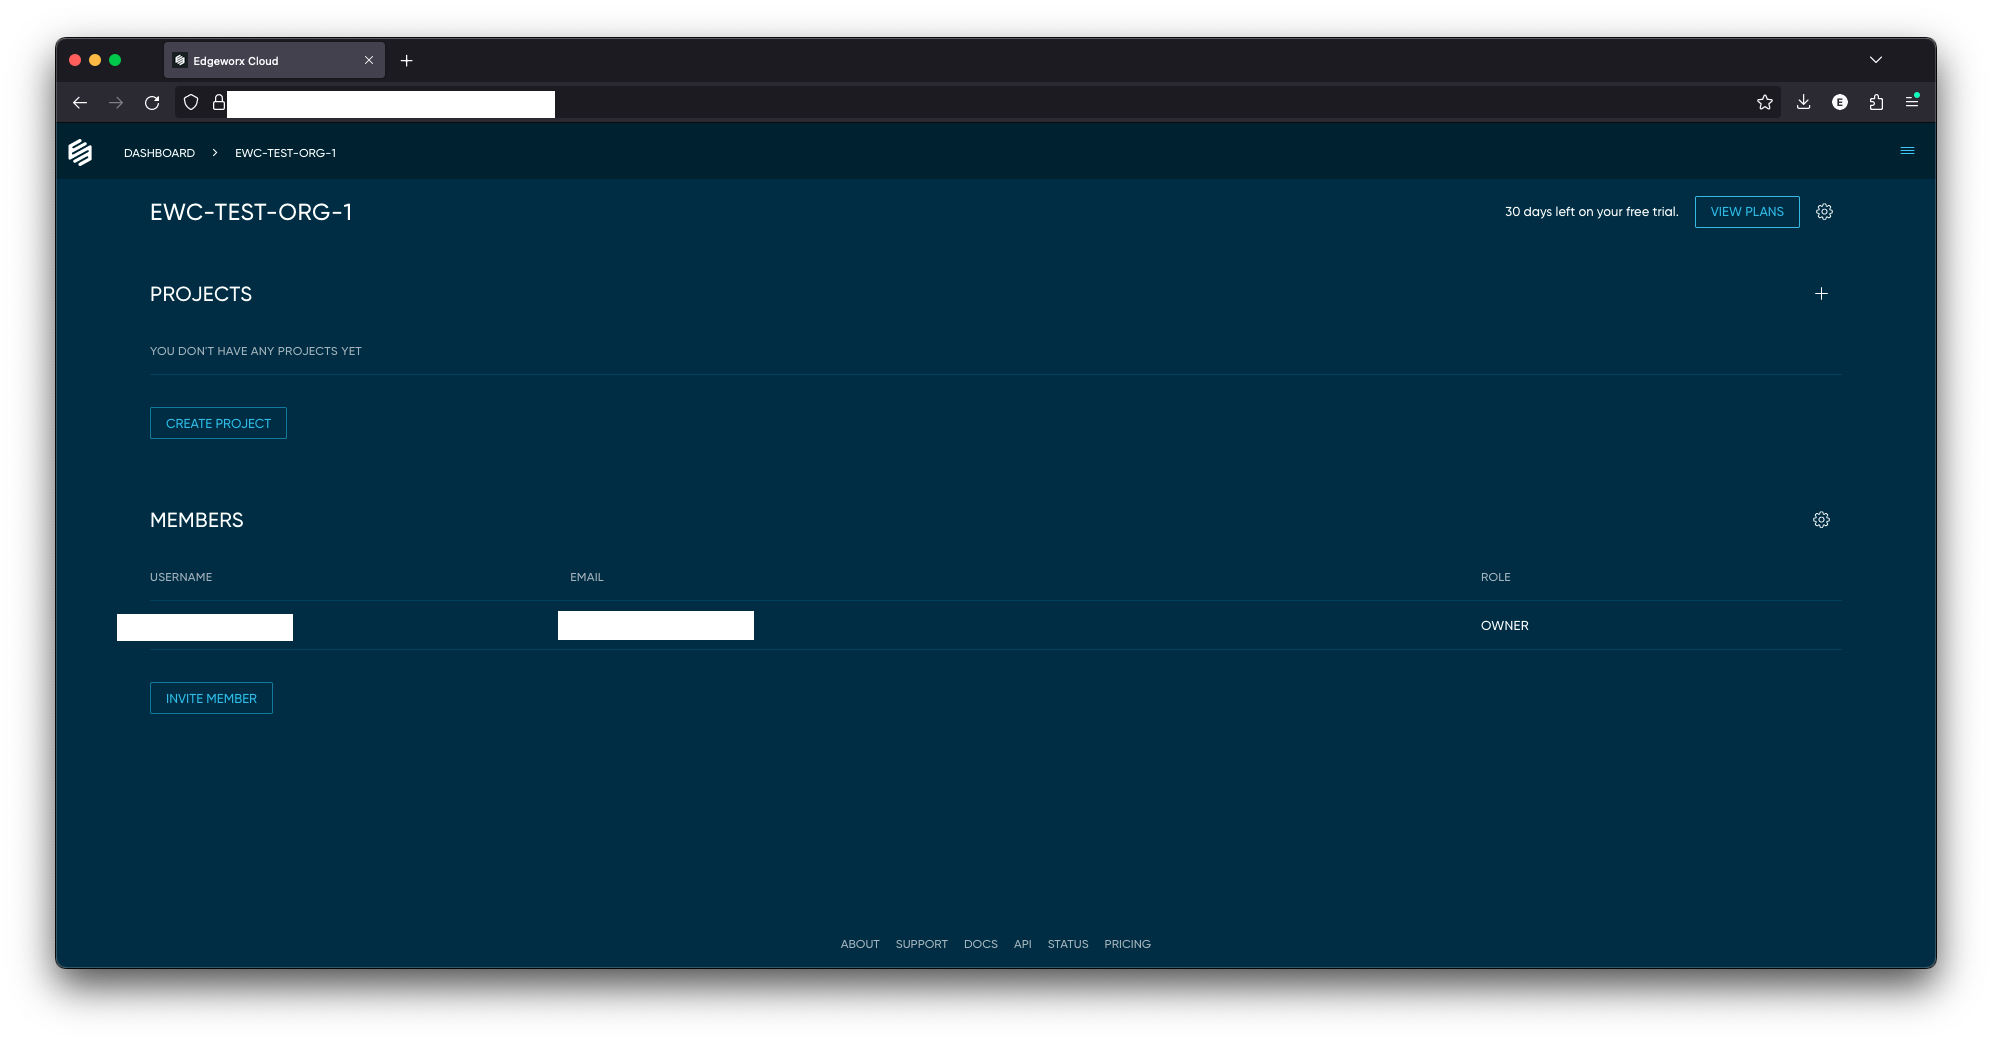 Edgeworx Cloud
E
DASHBOARD > EWC-TEST-ORG-1
EWC-TEST-ORG-1
30 days left on your free trial.
VIEW PLANS
PROJECTS
YOU DON'T HAVE ANY PROJECTS YET
CREATE PROJECT
MEMBERS
USERNAME EMAIL ROLE
OWNER
INVITE MEMBER
ABOUT SUPPORT DOCS API STATUS PRICING